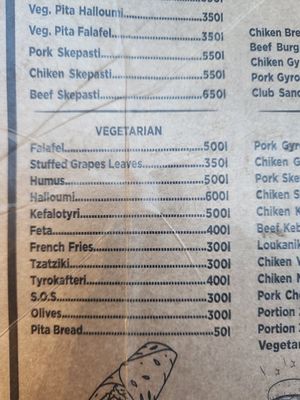 Veg. Pita Halloumi....................350l
Veg. Pita Falafel........................350l
Pork Skepasti............................550l
Chiken Skepasti........................550l
Beef Skepasti............................650l
VEGETARIAN
Falafel........................................500l
Stuffed Grapes Leaves..............350l
Humus.......................................500l
Halloumi....................................600l
Kefalotyri..................................500l
Feta...........................................400l
French Fries..............................300l
Tzatziki......................................300l
Tyrokafteri................................400l
S.O.S..........................................300l
Olives.........................................300l
Pita Bread.................................50l
Chiken
Beef Burg
Chiken Gy
Pork Gyro
Club Sand
Pork Gyr
Chiken G
Pork Ske
Chiken S
Chiken
Beef Keb
Loukanik
Chiken
Chiken
Pork Cho
Portion
Portion
Vegetar